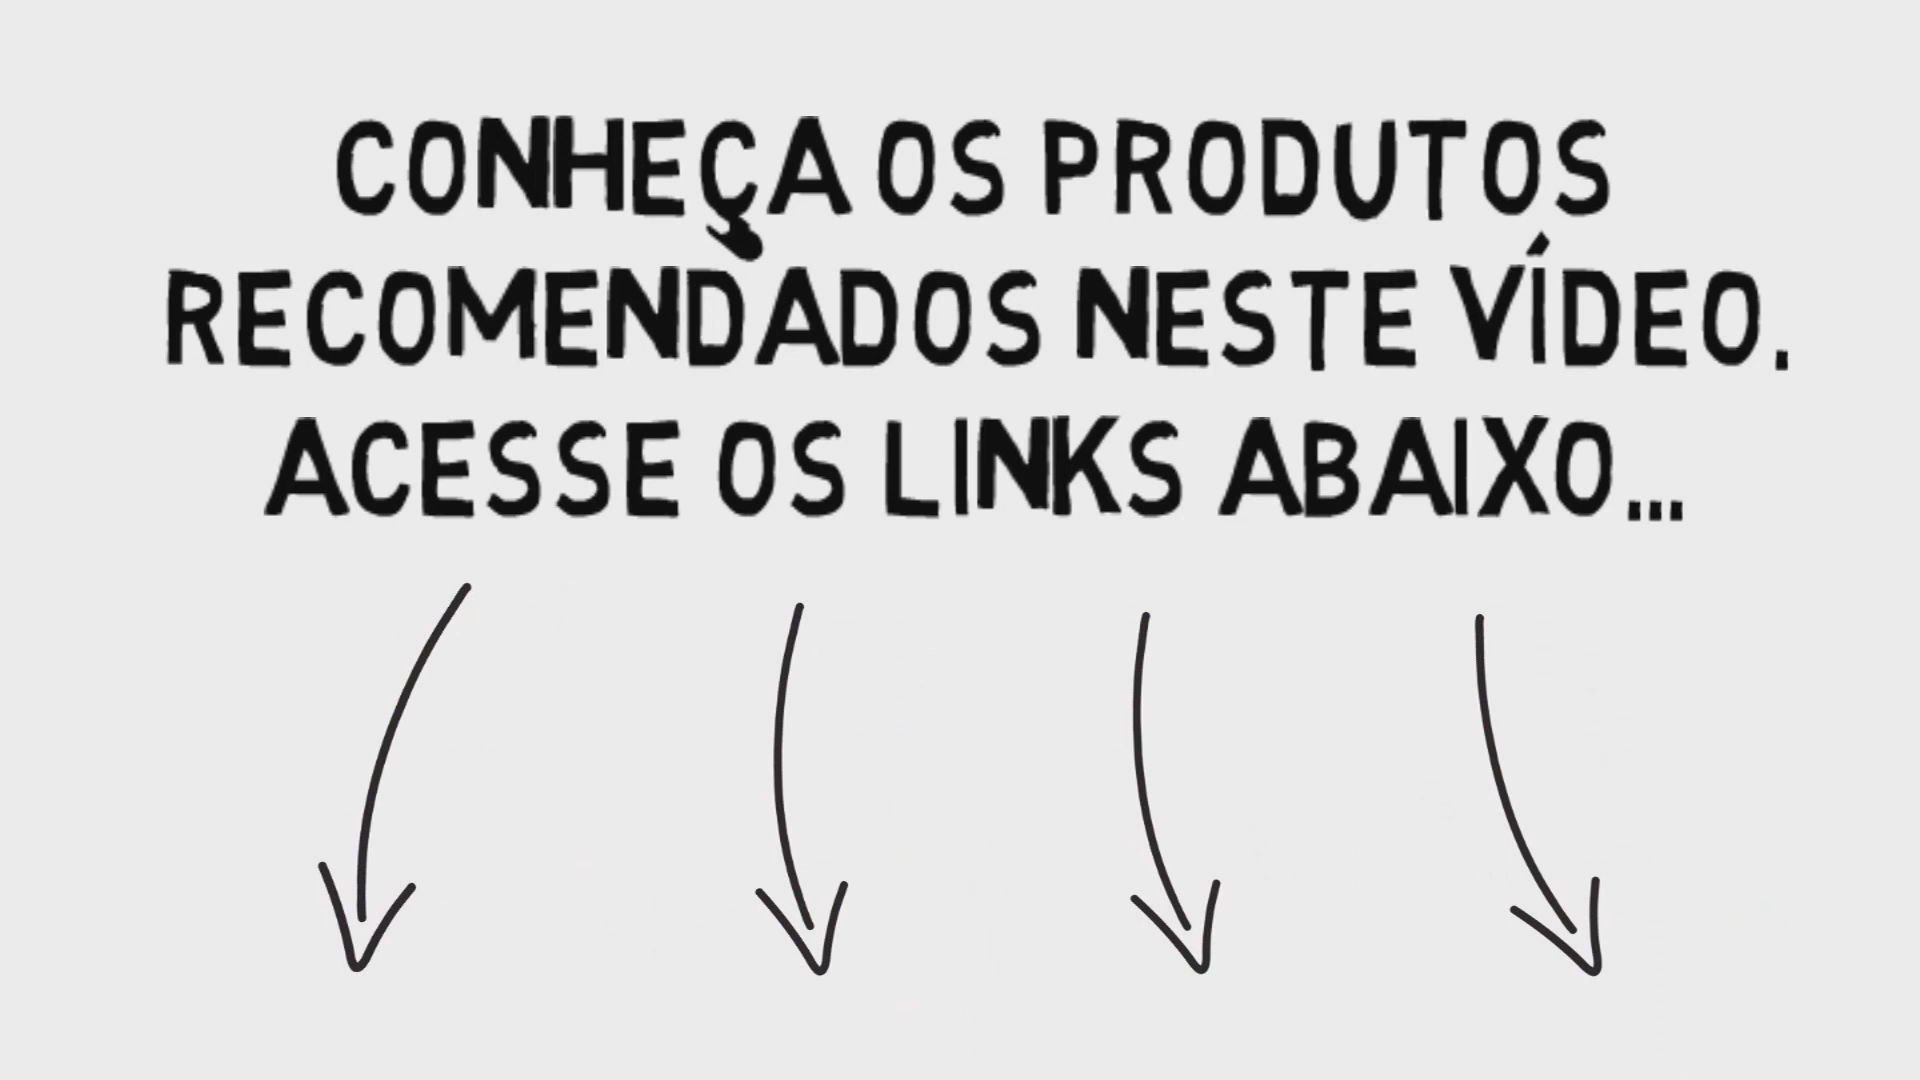 CONHEÇA OS PRODUTOS
RECOMENDADOS NESTE VÍDEO.
ACESSE OS LINKS ABAIXO...